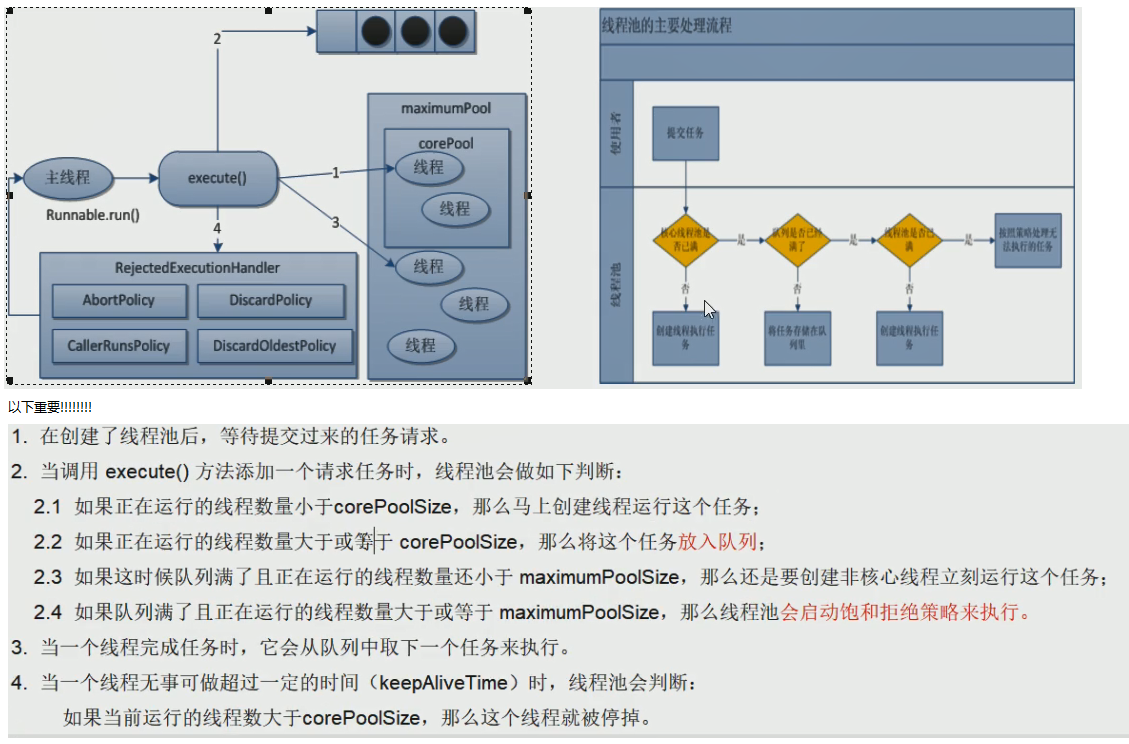 2
maximumPool
corePool
线程
线程
1
主线程
execute()
Runnable.run()
3
4
线程
线程
线程
RejectedExecutionHandler
AbortPolicy
DiscardPolicy
CallerRunsPolicy
DiscardOldestPolicy
线程池的主要处理流程
使用者
提交任务
线程池
核心线程池是
否已满
是
队列是否已经
满了
是
线程池是否已
满
是
按照策略处理无
法执行的任务
否
否
否
创建线程执行任
务
将任务存储在队
列里
创建线程执行任
务
以下重要!!!!!!!!
1. 在创建了线程池后，等待提交过来的任务请求。
2. 当调用 execute() 方法添加一个请求任务时，线程池会做如下判断：
2.1 如果正在运行的线程数量小于corePoolSize，那么马上创建线程运行这个任务；
2.2 如果正在运行的线程数量大于或等于 corePoolSize，那么将这个任务放入队列；
2.3 如果这时候队列满了且正在运行的线程数量还小于 maximumPoolSize，那么还是要创建非核心线程立刻运行这个任务；
2.4 如果队列满了且正在运行的线程数量大于或等于 maximumPoolSize，那么线程池会启动饱和拒绝策略来执行。
3. 当一个线程完成任务时，它会从队列中取下一个任务来执行。
4. 当一个线程无事可做超过一定的时间（keepAliveTime）时，线程池会判断：
如果当前运行的线程数大于corePoolSize，那么这个线程就被停掉。